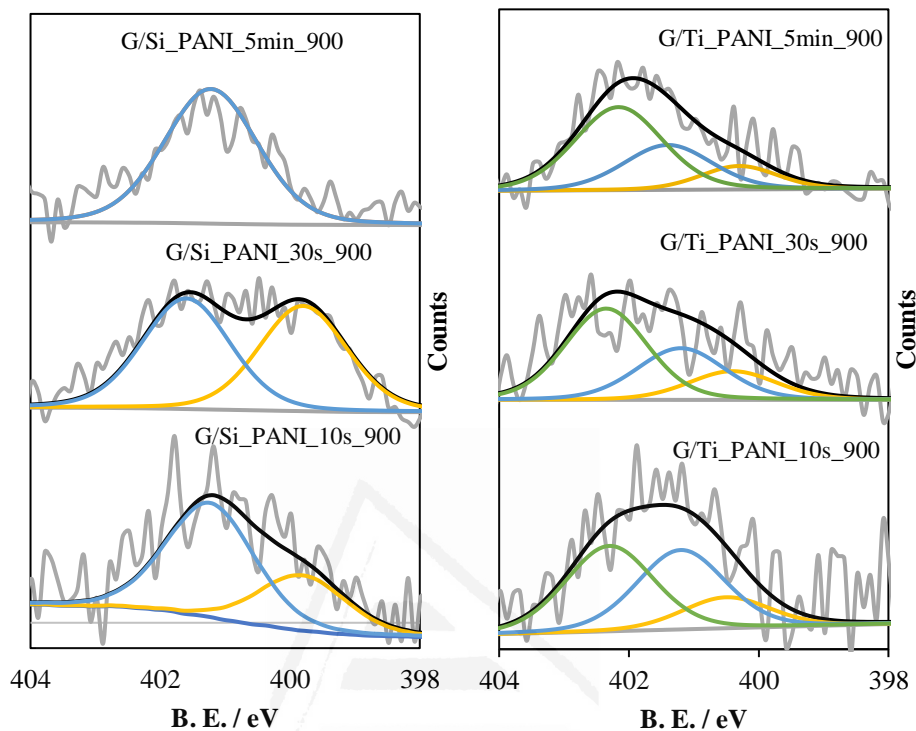 G/Si_PANI_5min_900
G/Si_PANI_30s_900
G/Si_PANI_10s_900
404 402 400 398
B. E. / eV
Counts
G/Ti_PANI_5min_900
G/Ti_PANI_30s_900
G/Ti_PANI_10s_900
404 402 400 398
B. E. / eV
Counts